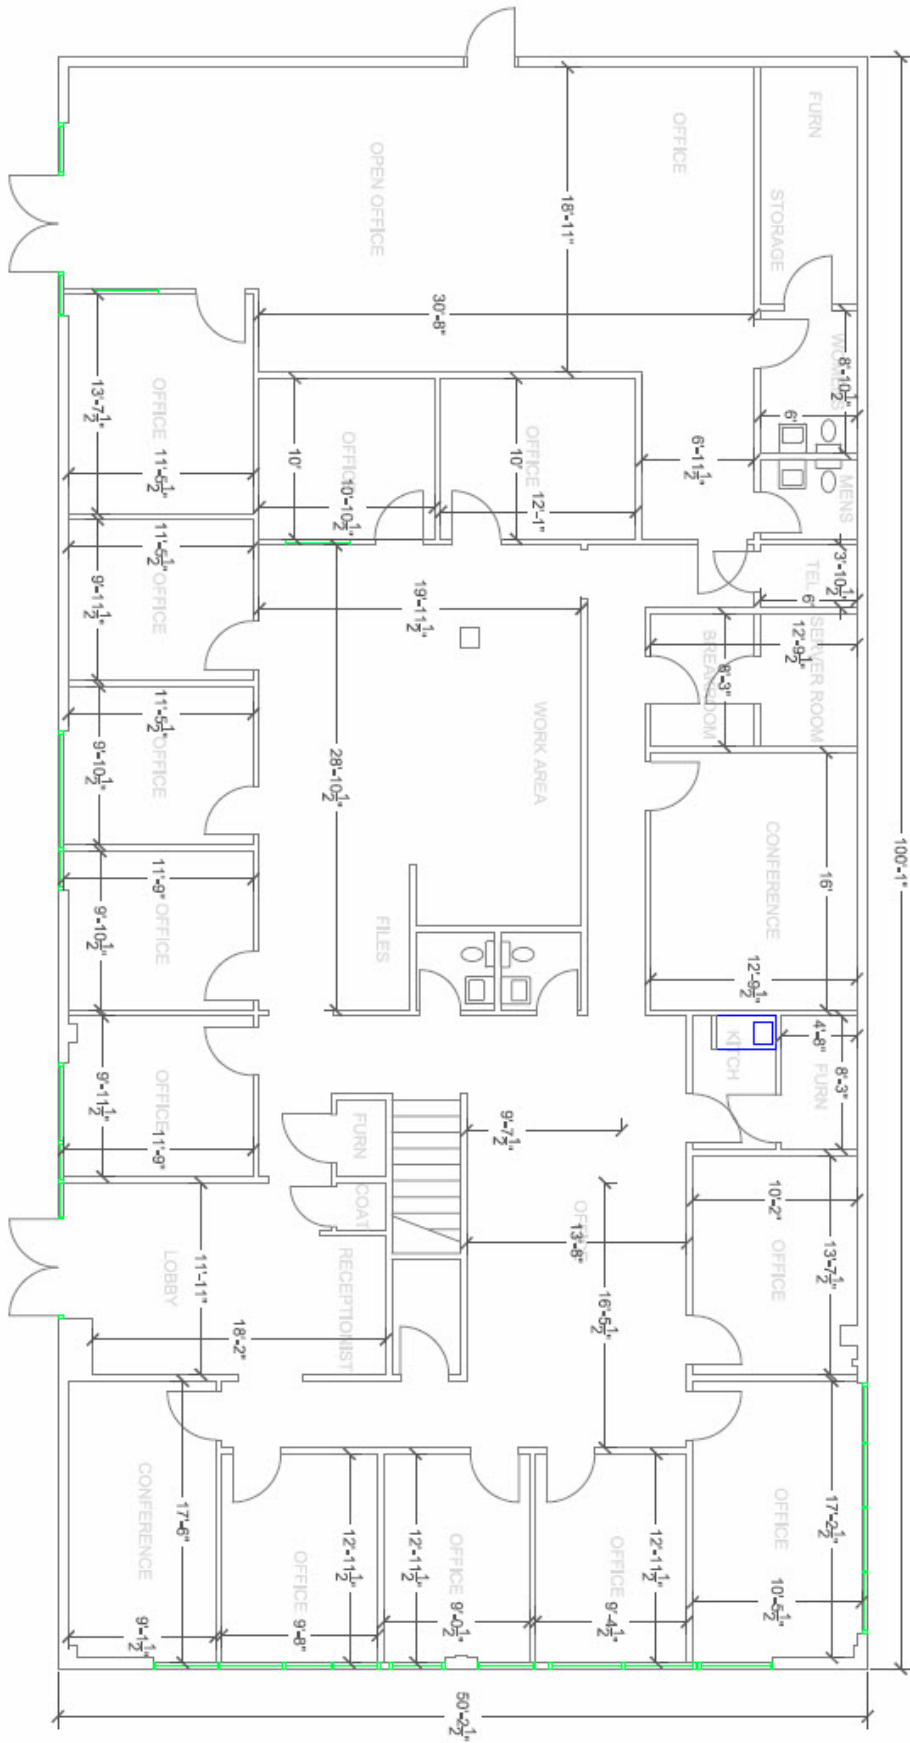 100'-1"
8'-10½"
3'-10½"
8'-3"
WOMENS
MENS
FURN
6'
TEL
6'
SERVER ROOM
12'-9½"
16'
4'-8"
FURN
13'-7½"
17'-2½"
STORAGE
CONFERENCE
12'-9½"
10'-2"
OFFICE
OFFICE
10'-5½"
6'-11½"
8'-3"
BREAKROOM
KITCH
OFFICE
18'-11"
12'-1"
OFFICE
10'
WORK AREA
9'-7½"
OFFICE
13'-8"
16'-5½"
12'-11½"
OFFICE
9'-4½"
30'-8"
19'-11½"
12'-11½"
OFFICE
9'-0½"
OPEN OFFICE
OFFICE
10'-10½"
10'
28'-10½"
FILES
FURN
COAT
RECEPTIONIST
12'-11½"
OFFICE
9'-8"
18'-2"
11'-11"
17'-6"
OFFICE
11'-5½"
11'-5½"
OFFICE
11'-5½"
OFFICE
11'-9"
OFFICE
OFFICE
11'-9"
LOBBY
CONFERENCE
9'-1½"
13'-7½"
9'-11½"
9'-10½"
9'-10½"
9'-11½"
50'-2½"